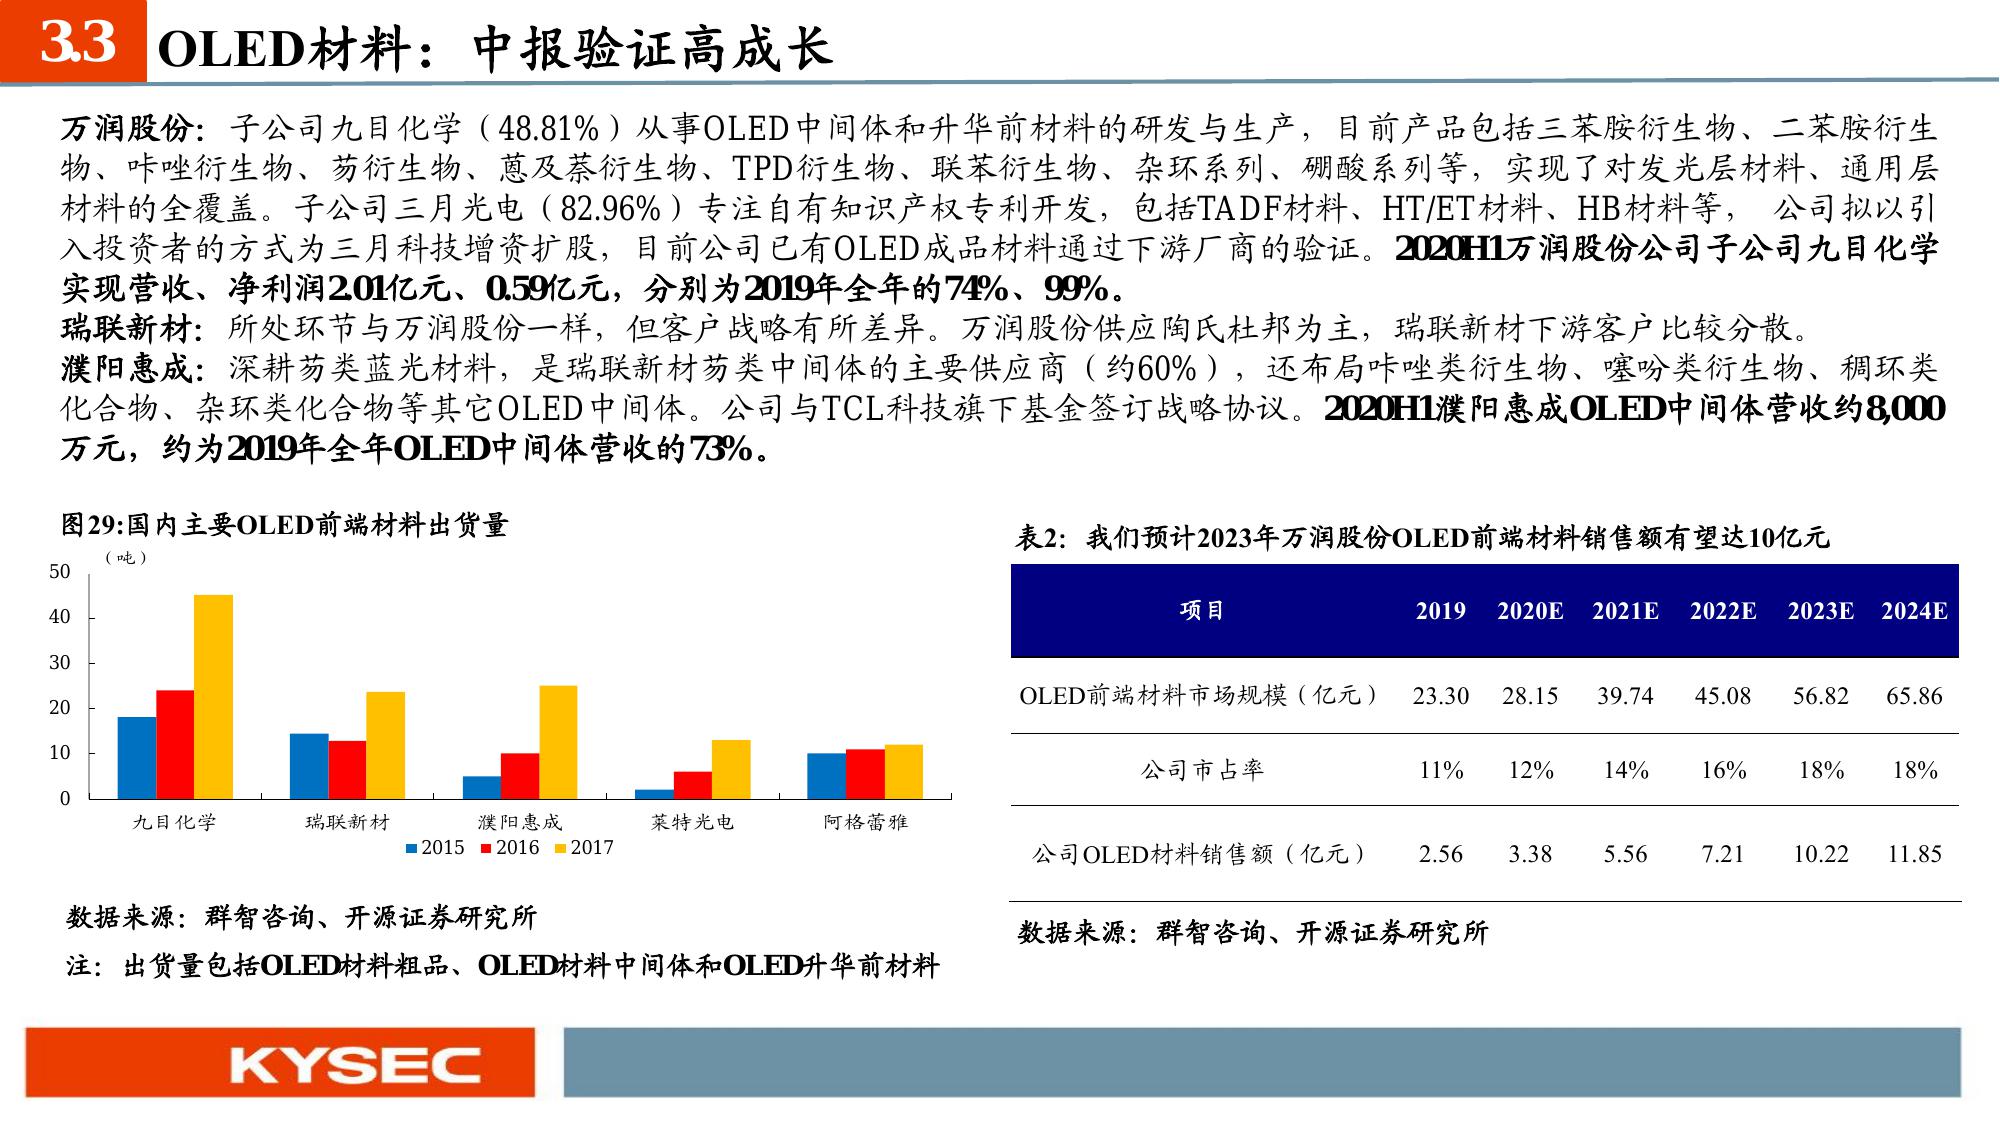 3.3
OLED材料：中报验证高成长
万润股份：子公司九目化学（48.81%）从事OLED中间体和升华前材料的研发与生产，目前产品包括三苯胺衍生物、二苯胺衍生
物、咔唑衍生物、芴衍生物、蒽及萘衍生物、TPD衍生物、联苯衍生物、杂环系列、硼酸系列等，实现了对发光层材料、通用层
材料的全覆盖。子公司三月光电（82.96%）专注自有知识产权专利开发，包括TADF材料、HT/ET材料、HB材料等， 公司拟以引
入投资者的方式为三月科技增资扩股，目前公司已有OLED成品材料通过下游厂商的验证。2020H1万润股份公司子公司九目化学
实现营收、净利润2.01亿元、0.59亿元，分别为2019年全年的74%、99%。
瑞联新材：所处环节与万润股份一样，但客户战略有所差异。万润股份供应陶氏杜邦为主，瑞联新材下游客户比较分散。
濮阳惠成：深耕芴类蓝光材料，是瑞联新材芴类中间体的主要供应商（约60%），还布局咔唑类衍生物、噻吩类衍生物、稠环类
化合物、杂环类化合物等其它OLED中间体。公司与TCL科技旗下基金签订战略协议。2020H1濮阳惠成OLED中间体营收约8,000
万元，约为2019年全年OLED中间体营收的73%。
图29:国内主要OLED前端材料出货量
（吨）
50
40
30
20
10
0
九目化学 瑞联新材 濮阳惠成 莱特光电 阿格蕾雅
2015 2016 2017
数据来源：群智咨询、开源证券研究所
注：出货量包括OLED材料粗品、OLED材料中间体和OLED升华前材料
表2：我们预计2023年万润股份OLED前端材料销售额有望达10亿元
项目 2019 2020E 2021E 2022E 2023E 2024E
OLED前端材料市场规模（亿元） 23.30 28.15 39.74 45.08 56.82 65.86
公司市占率 11% 12% 14% 16% 18% 18%
公司OLED材料销售额（亿元） 2.56 3.38 5.56 7.21 10.22 11.85
数据来源：群智咨询、开源证券研究所
KYSEC